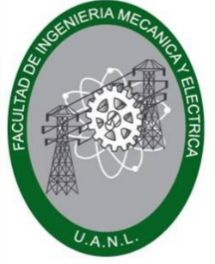 FACULTAD DE INGENIERIA MECANICA Y ELECTRICA
U.A.N.L.